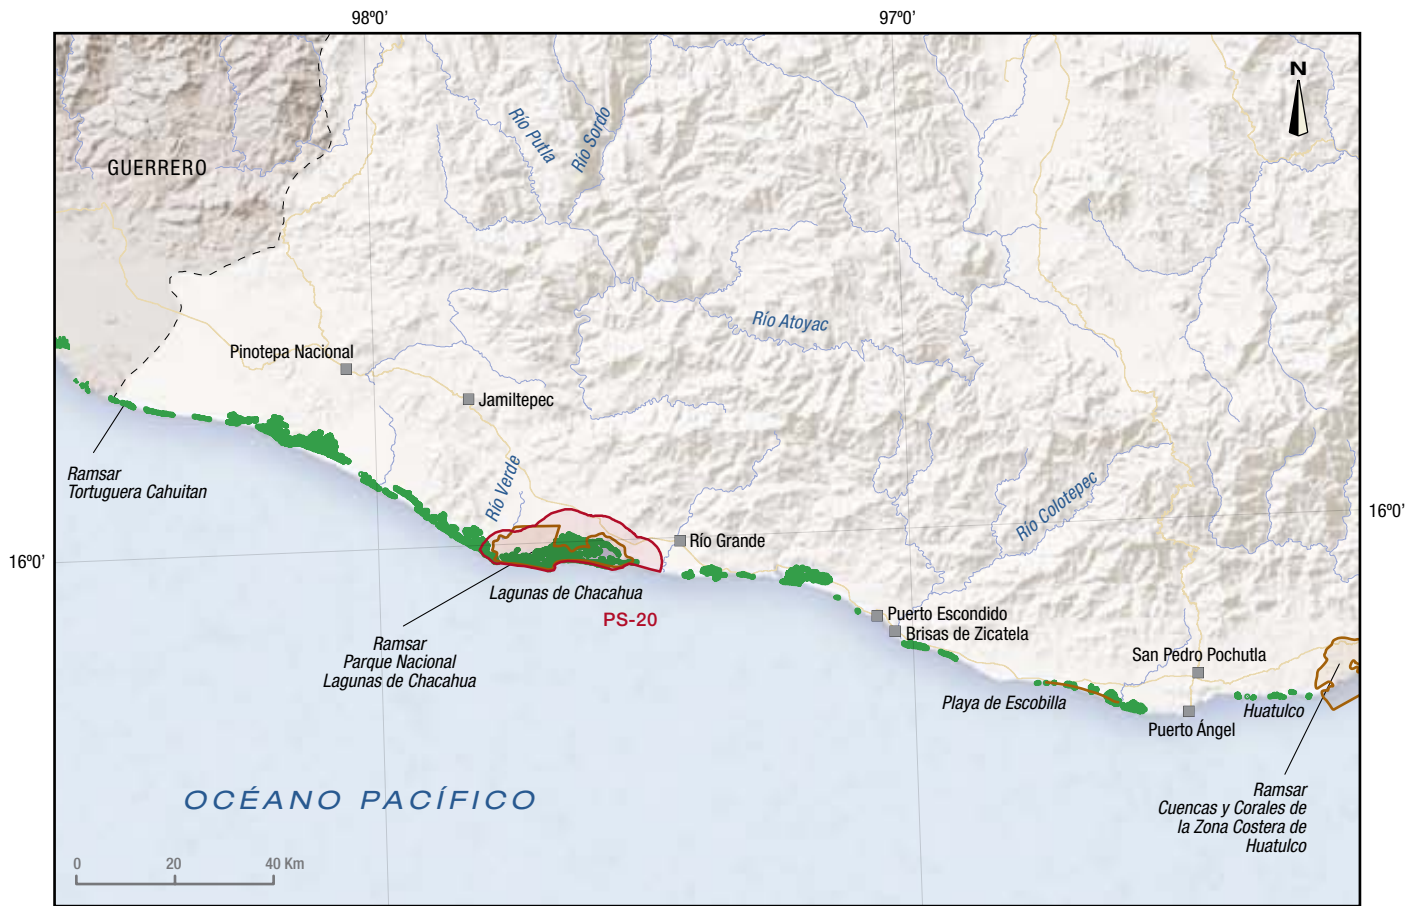 98º0'
97º0'
N
Río Putla
Río Sordo
GUERRERO
Río Atoyac
Pinotepa Nacional
Jamiltepec
Ramsar
Tortuguera Cahuitan
Río Verde
Río Colotepec
16º0'
Río Grande
16º0'
Lagunas de Chacahua
PS-20
Puerto Escondido
Brisas de Zicatela
Ramsar
Parque Nacional
Lagunas de Chacahua
San Pedro Pochutla
Playa de Escobilla
Huatulco
Puerto Ángel
OCÉANO PACÍFICO
Ramsar
Cuencas y Corales de
la Zona Costera de
Huatulco
0 20 40 Km